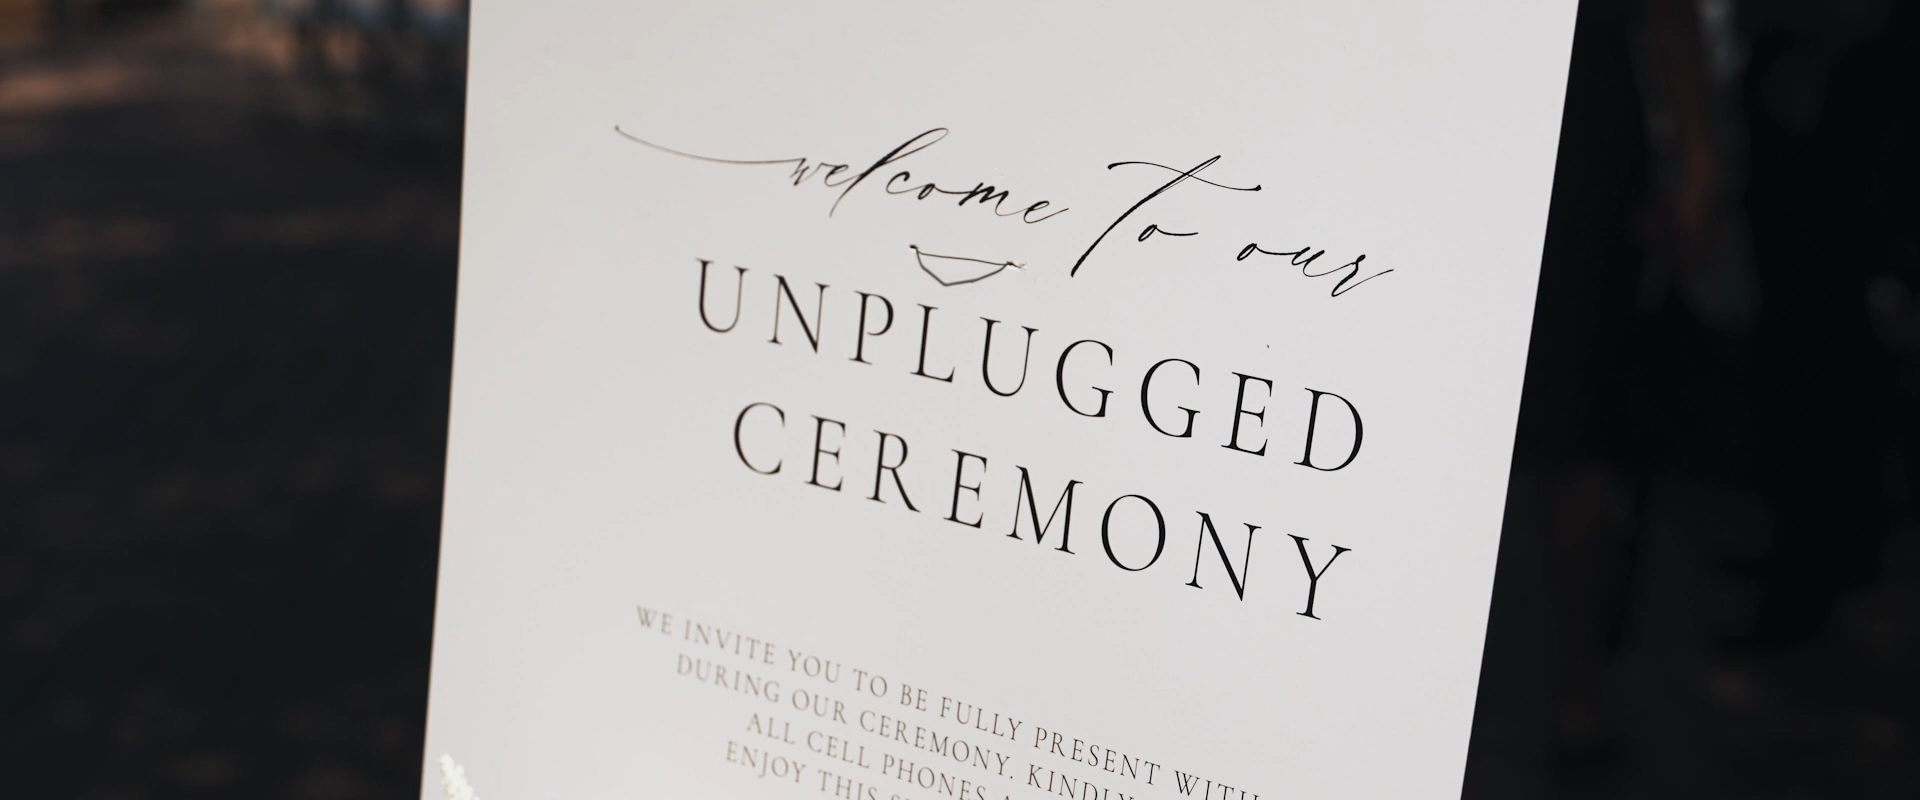 welcome to our
UNPLUGGED
CEREMONY
WE INVITE YOU TO BE FULLY PRESENT WITH
DURING OUR CEREMONY. KINDLY
ALL CELL PHONES
ENJOY THIS